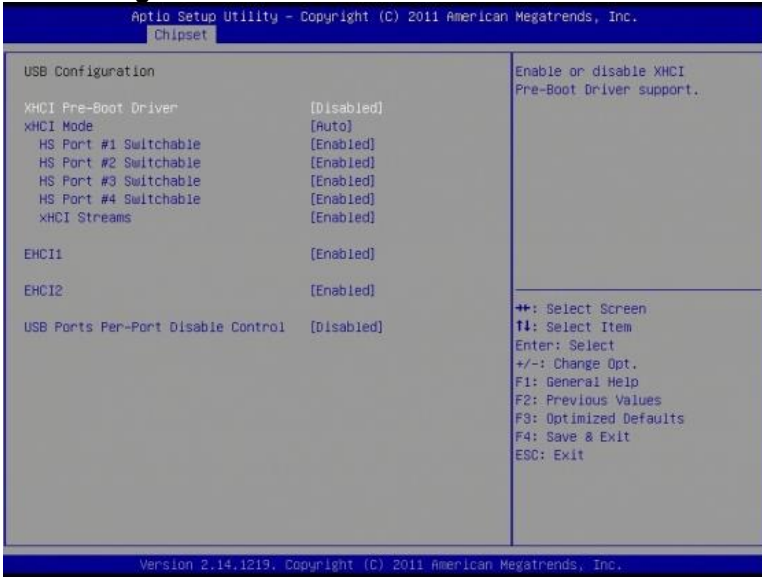 Aptio Setup Utility – Copyright (C) 2011 American Megatrends, Inc.
Chipset
USB Configuration
XHCI Pre-Boot Driver [Disabled]
xHCI Mode [Auto]
HS Port #1 Switchable [Enabled]
HS Port #2 Switchable [Enabled]
HS Port #3 Switchable [Enabled]
HS Port #4 Switchable [Enabled]
xHCI Streams [Enabled]
EHCI1 [Enabled]
EHCI2 [Enabled]
USB Ports Per-Port Disable Control [Disabled]
Enable or disable XHCI
Pre-Boot Driver support.
→←: Select Screen
↑↓: Select Item
Enter: Select
+/-: Change Opt.
F1: General Help
F2: Previous Values
F3: Optimized Defaults
F4: Save & Exit
ESC: Exit
Version 2.14.1219. Copyright (C) 2011 American Megatrends, Inc.